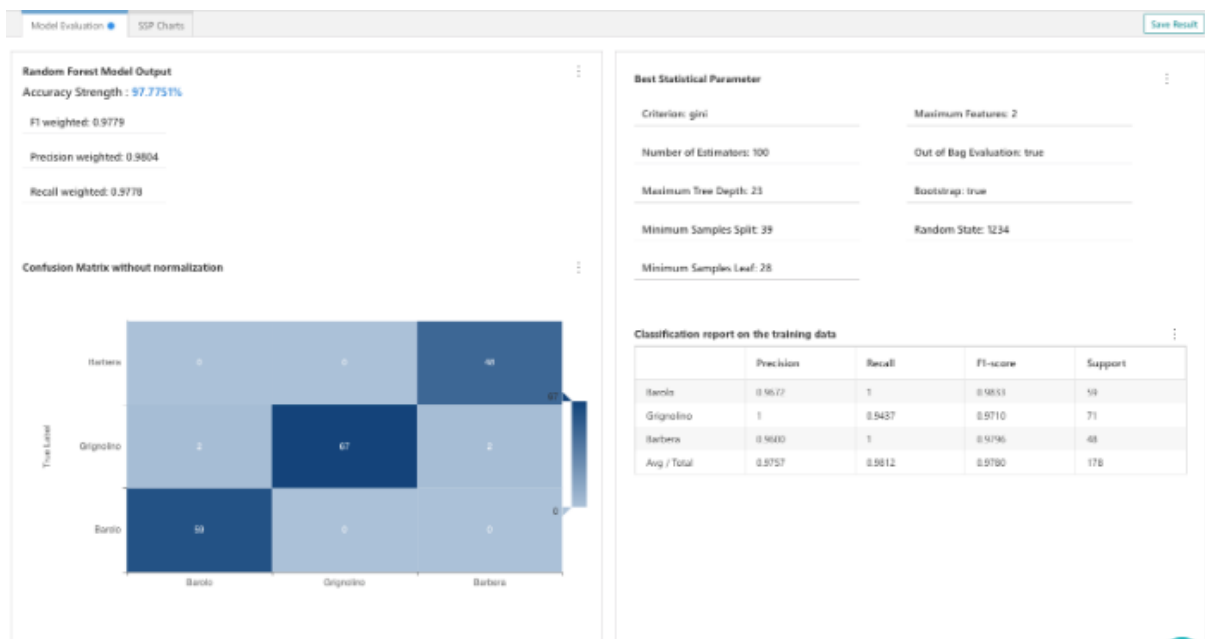 Model Evaluation
SSP Charts
Save Result
Random Forest Model Output
Accuracy Strength : 97.7751%
F1 weighted: 0.9779
Precision weighted: 0.9804
Recall weighted: 0.9778
Confusion Matrix without normalization
Barbera 0 0 48
67
True Label
Grignolino 2 67 2
0
Barolo 59 0 0
Barolo Grignolino Barbera
Best Statistical Parameter
Criterion: gini Maximum Features: 2
Number of Estimators: 100 Out of Bag Evaluation: true
Maximum Tree Depth: 23 Bootstrap: true
Minimum Samples Split: 39 Random State: 1234
Minimum Samples Leaf: 28
Classification report on the training data
Precision Recall F1-score Support
Barolo 0.9672 1 0.9833 59
Grignolino 1 0.9437 0.9710 71
Barbera 0.9600 1 0.9796 48
Avg / Total 0.9757 0.9812 0.9780 178